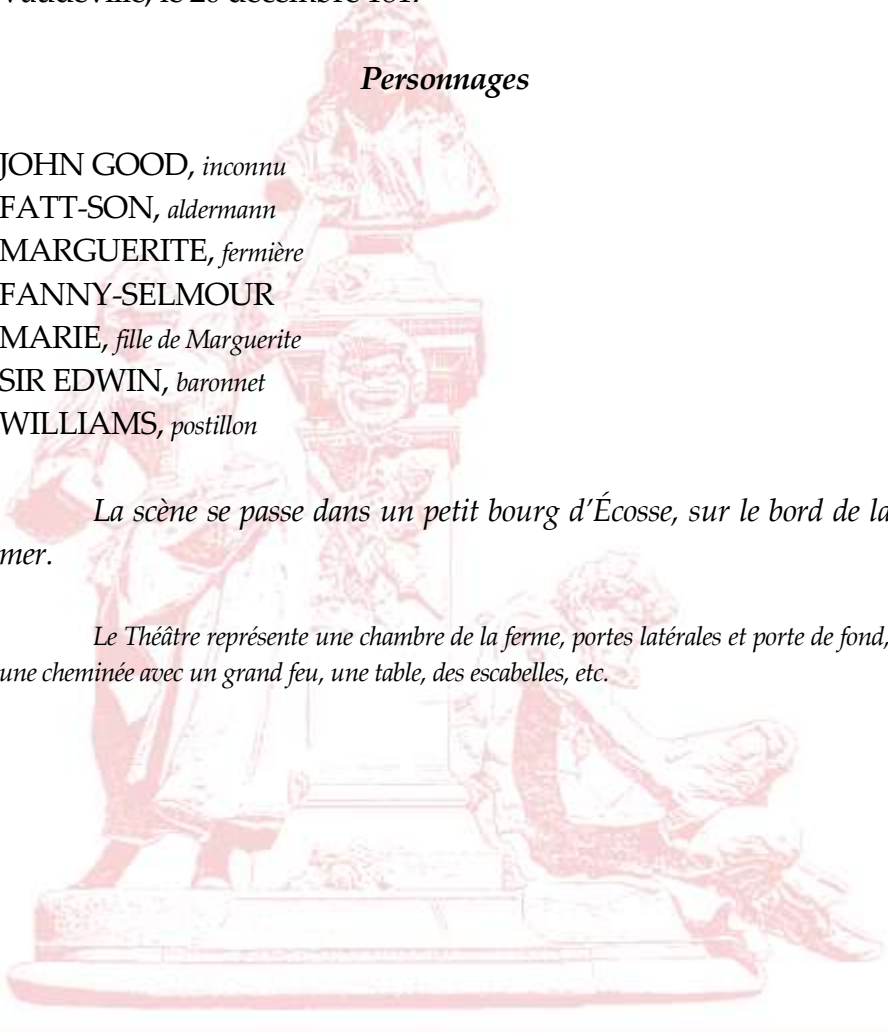 Personnages
JOHN GOOD, inconnu
FATT-SON, aldermann
MARGUERITE, fermière
FANNY-SELMOUR
MARIE, fille de Marguerite
SIR EDWIN, baronnet
WILLIAMS, postillon
La scène se passe dans un petit bourg d’Écosse, sur le bord de la
mer.
Le Théâtre représente une chambre de la ferme, portes latérales et porte de fond,
une cheminée avec un grand feu, une table, des escabelles, etc.